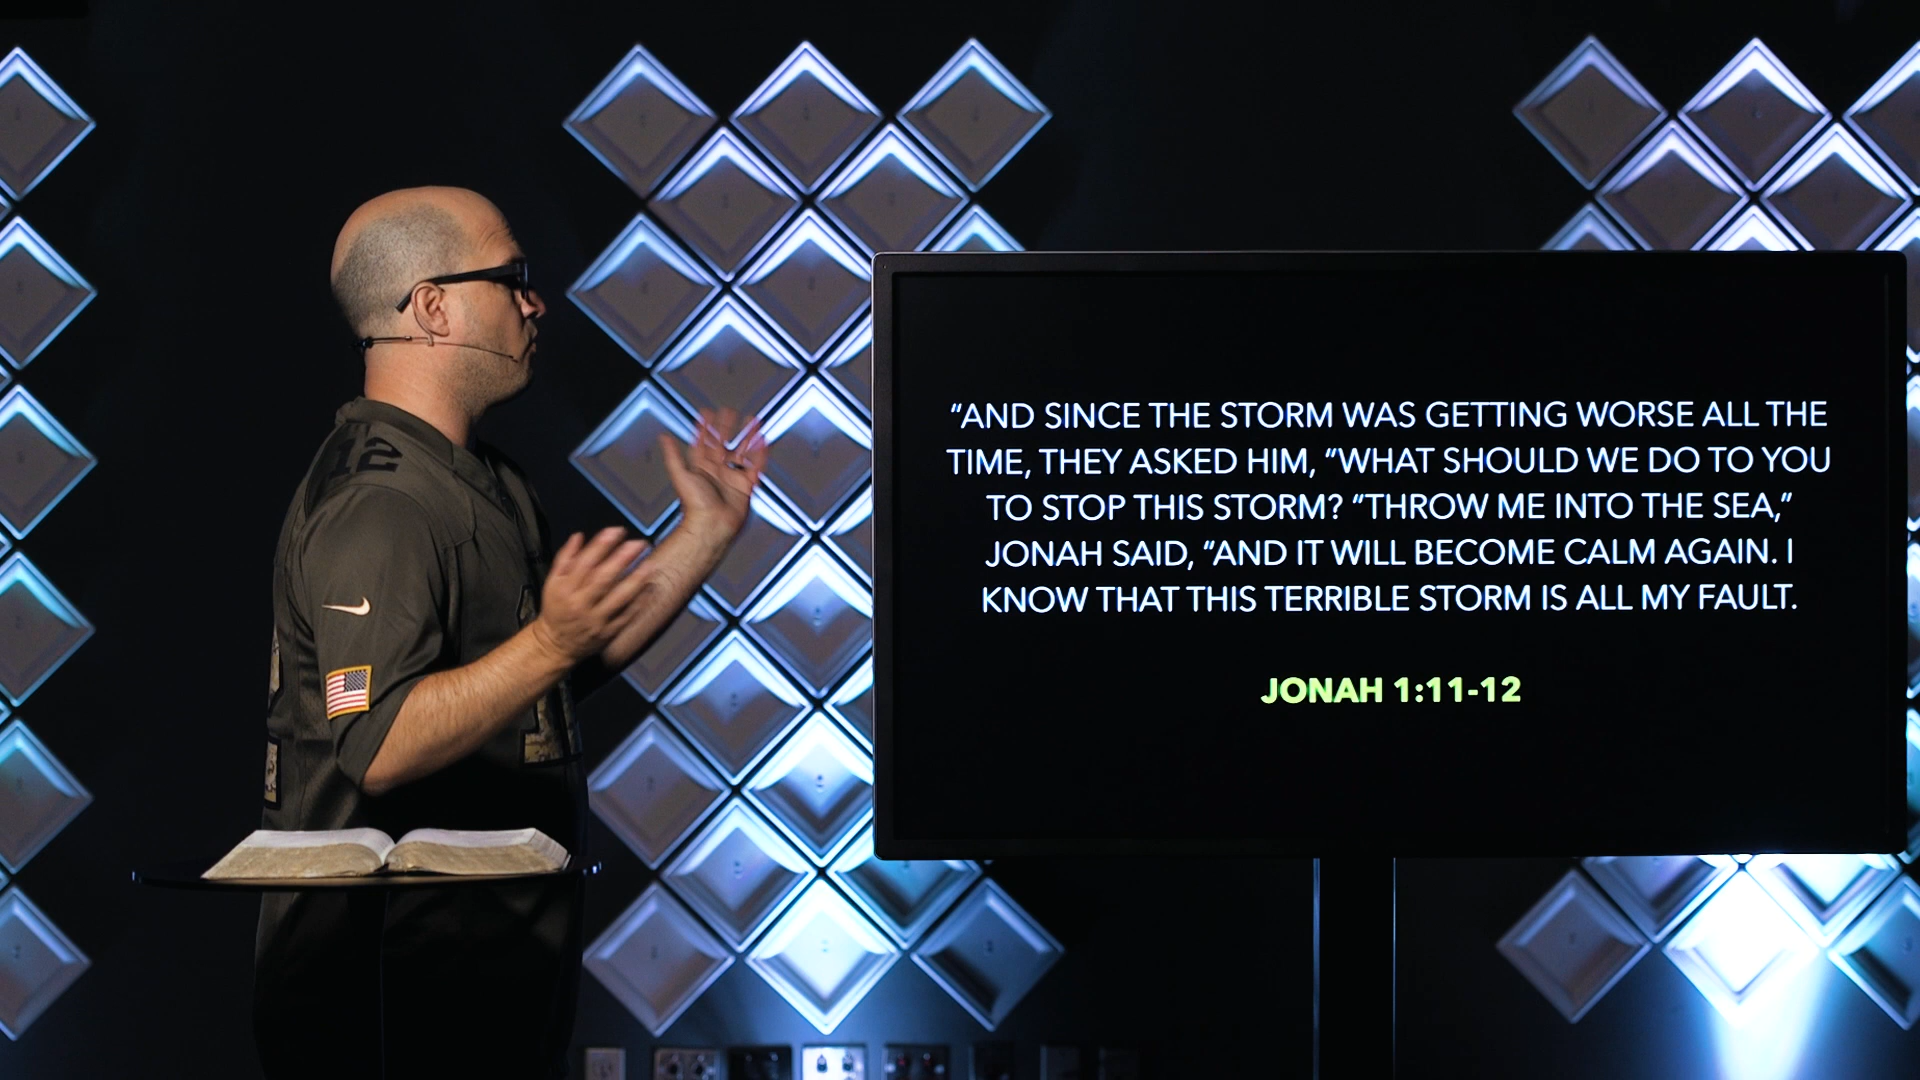 “AND SINCE THE STORM WAS GETTING WORSE ALL THE
TIME, THEY ASKED HIM, “WHAT SHOULD WE DO TO YOU
TO STOP THIS STORM? “THROW ME INTO THE SEA,”
JONAH SAID, “AND IT WILL BECOME CALM AGAIN. I
KNOW THAT THIS TERRIBLE STORM IS ALL MY FAULT.
JONAH 1:11-12
12